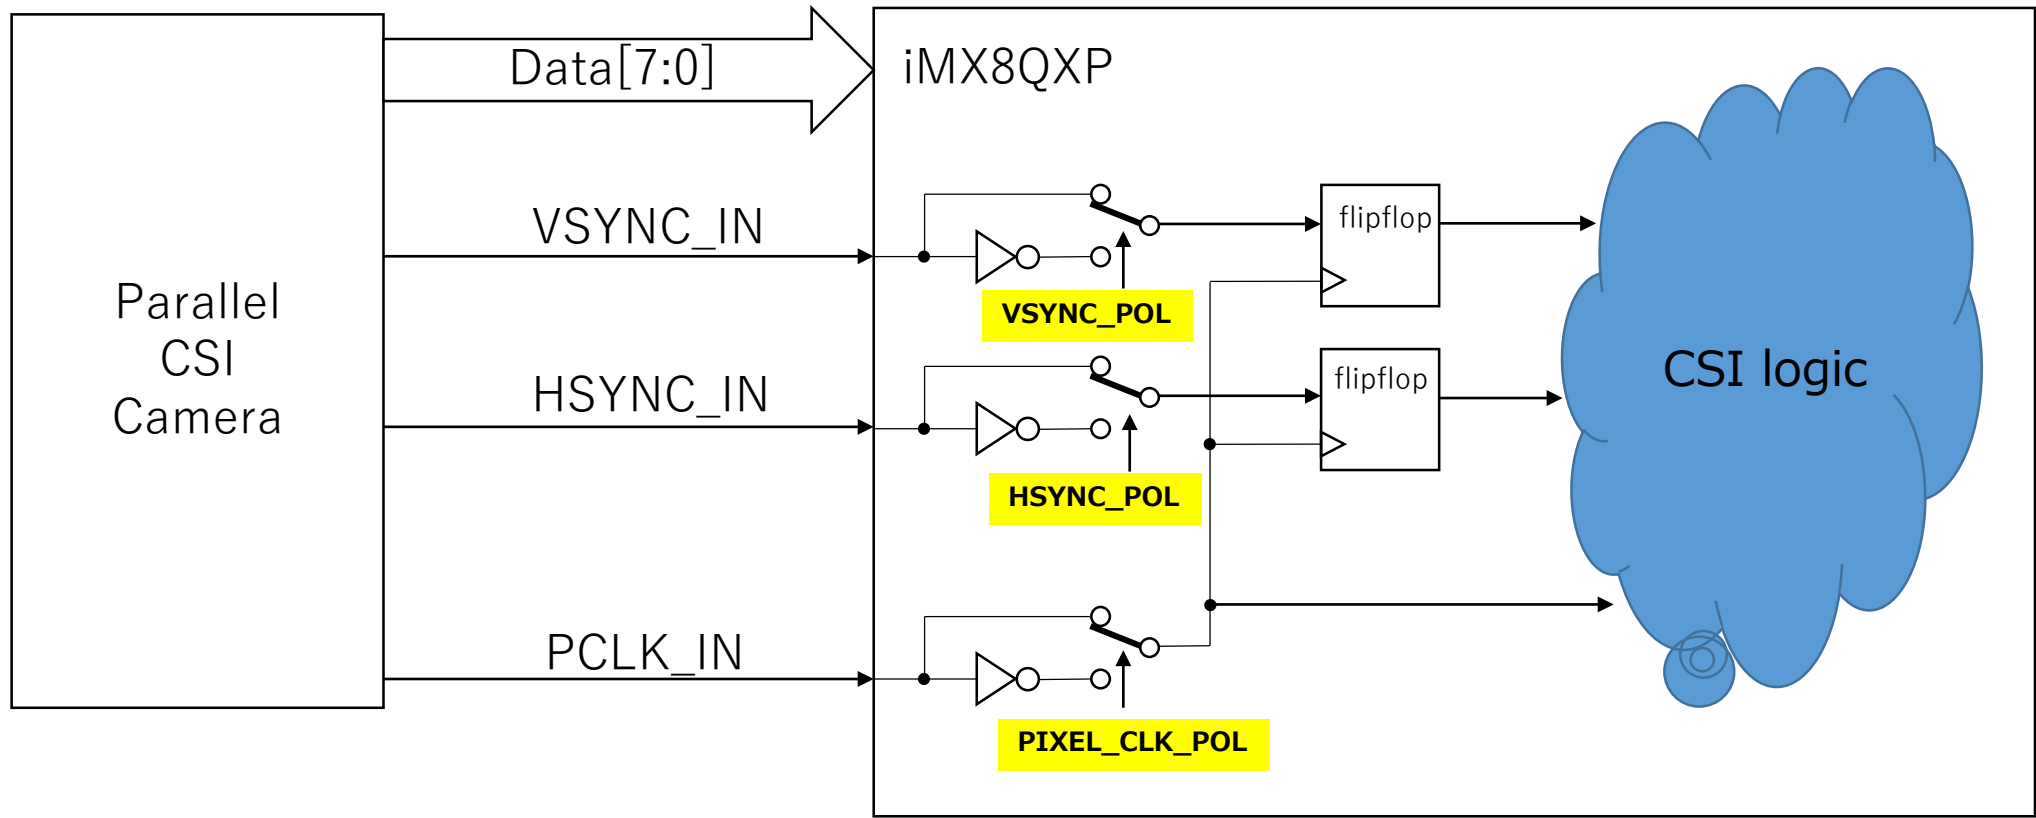 Data[7:0]
iMX8QXP
VSYNC_IN
flipflop
VSYNC_POL
Parallel
CSI
Camera
HSYNC_IN
flipflop
CSI logic
HSYNC_POL
PCLK_IN
PIXEL_CLK_POL